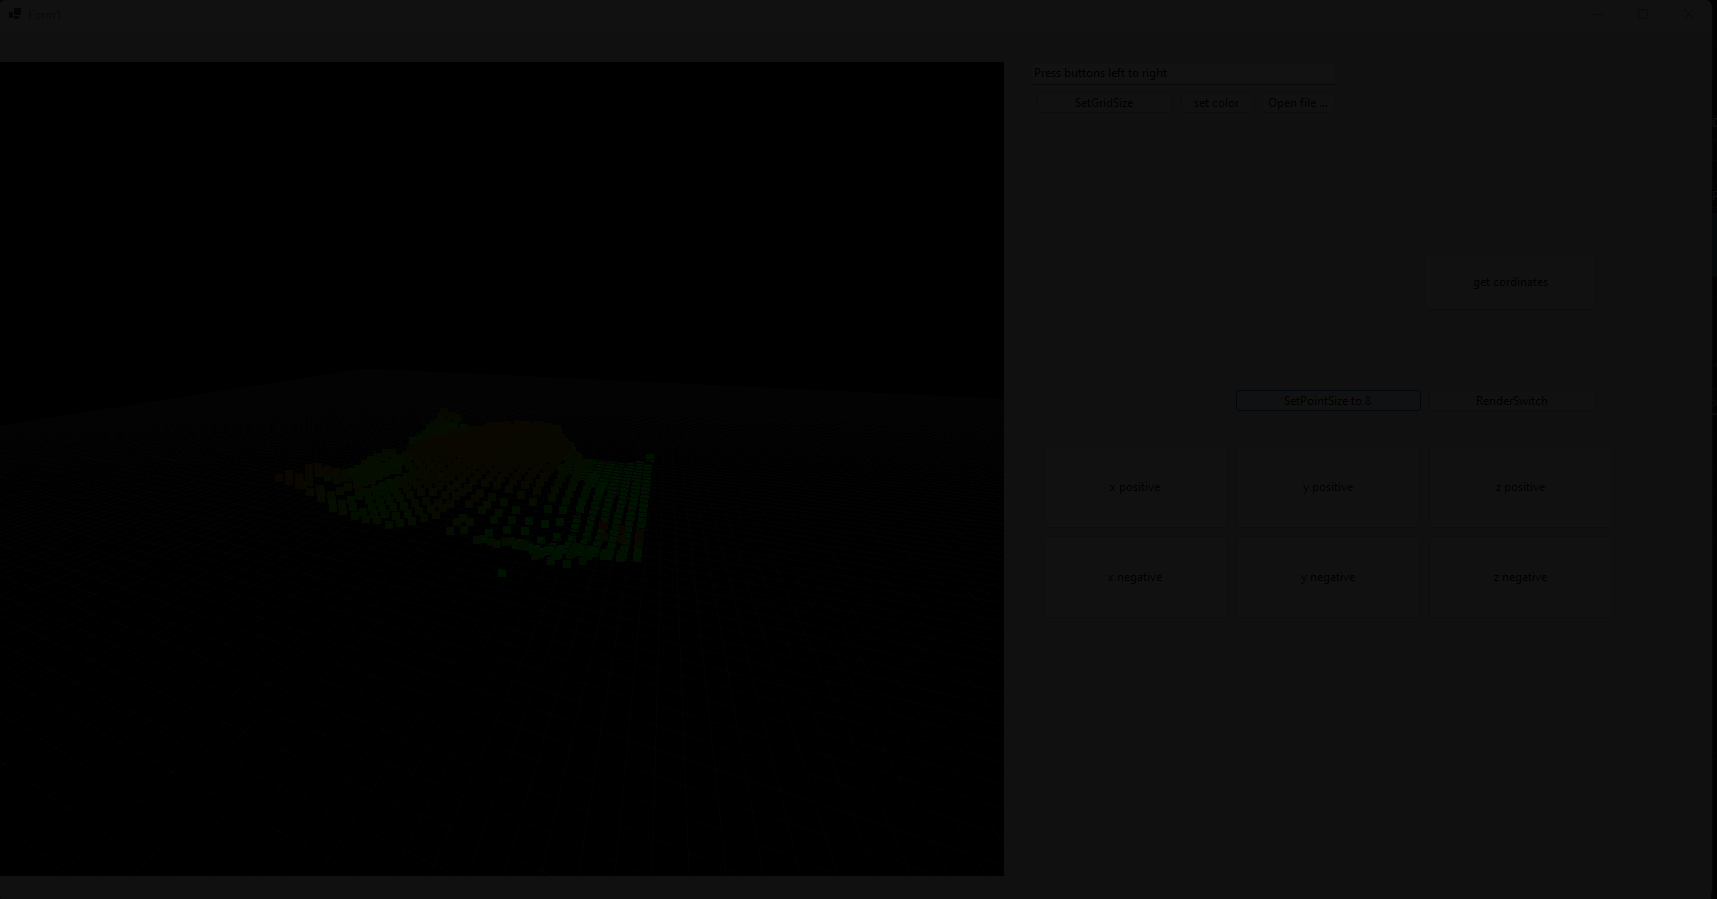 Form1
Press buttons left to right
SetGridSize set color Open file ...
get cordinates
SetPointSize to 8 RenderSwitch
x positive y positive z positive
x negative y negative z negative